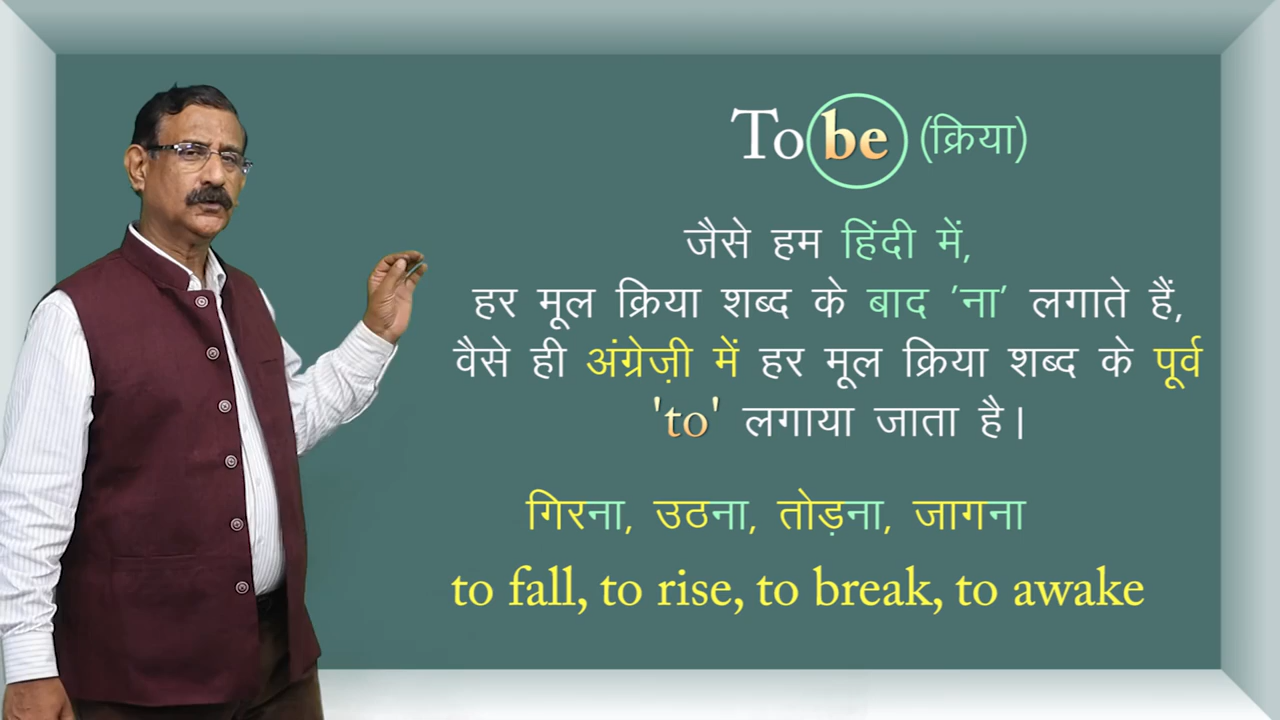 To be (क्रिया)
जैसे हम हिंदी में,
हर मूल क्रिया शब्द के बाद 'ना' लगाते हैं,
वैसे ही अंग्रेज़ी में हर मूल क्रिया शब्द के पूर्व
'to' लगाया जाता है।
गिरना, उठना, तोड़ना, जागना
to fall, to rise, to break, to awake